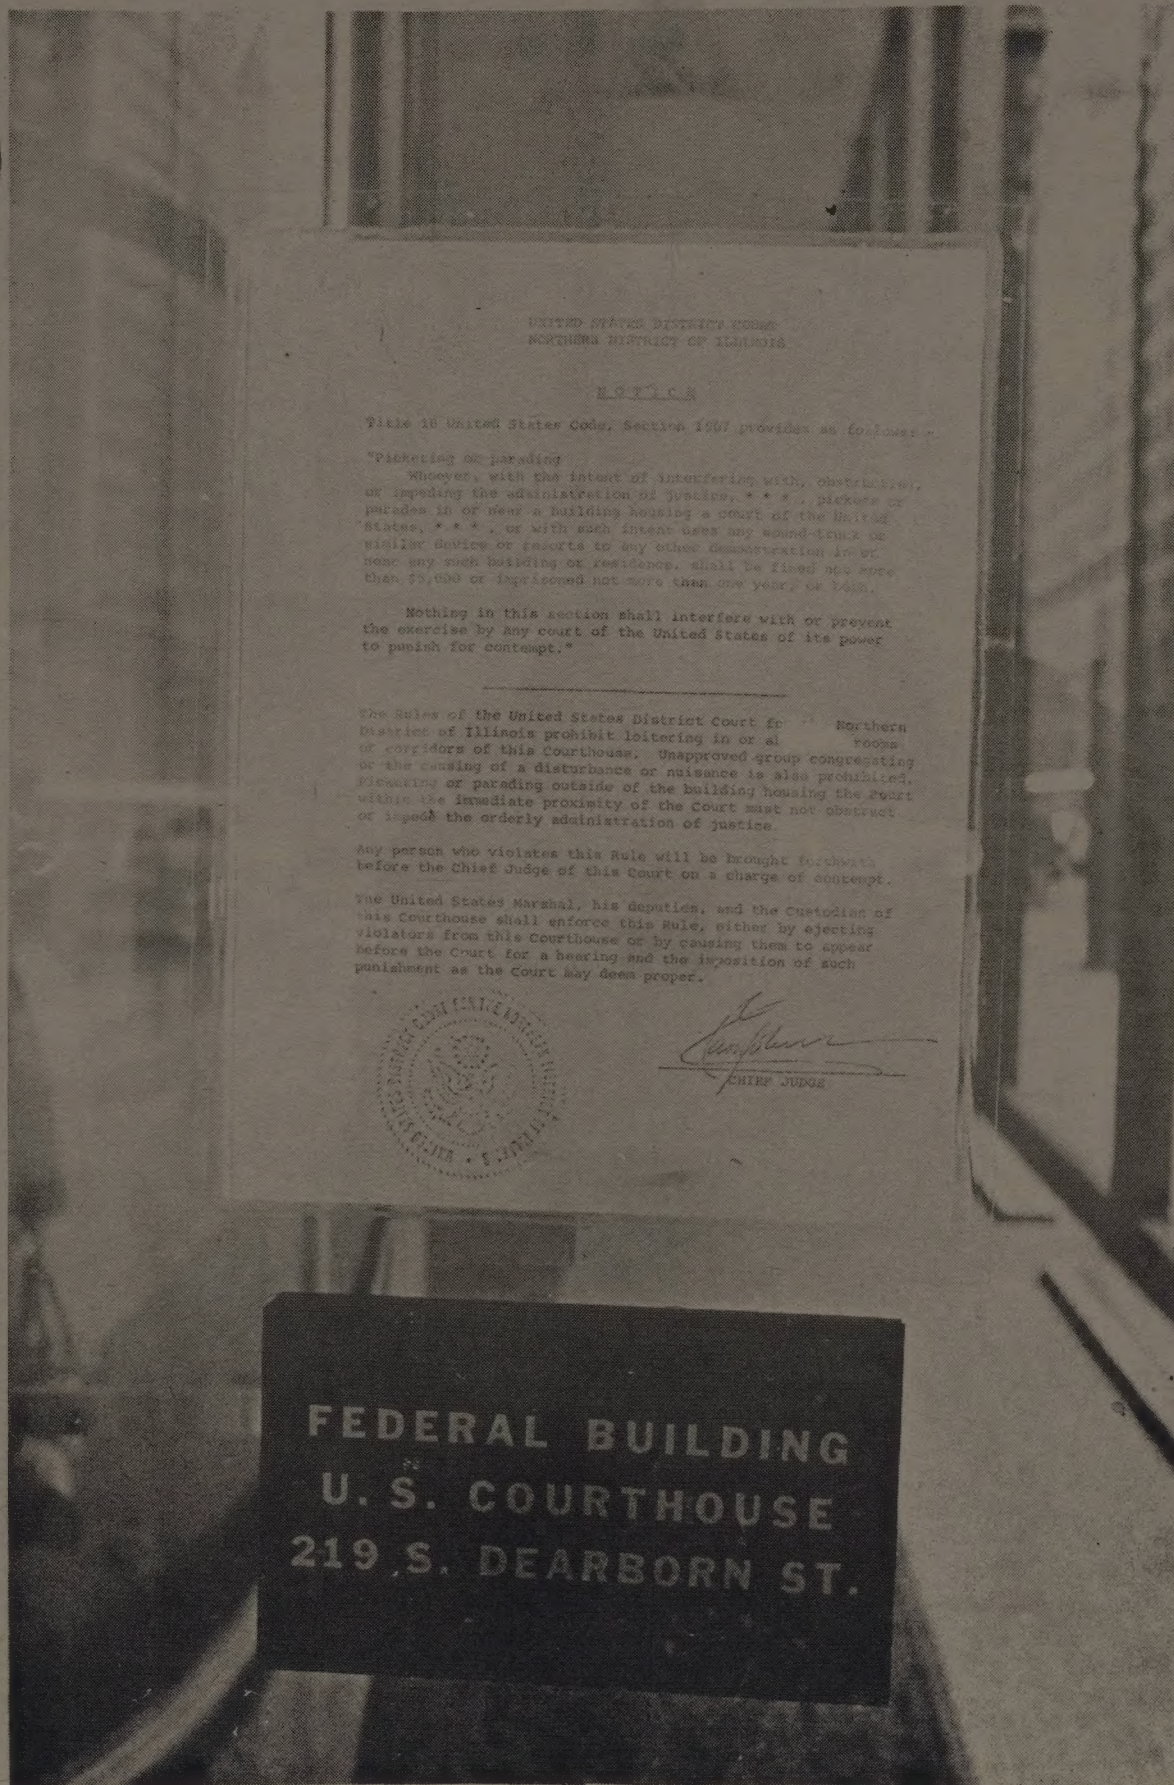 UNITED STATES DISTRICT COURT
NORTHERN DISTRICT OF ILLINOIS
NOTICE
Title 18 United States Code, Section 1507 provides as follows: -
"Picketing or parading
Whoever, with the intent of interfering with, obstructing,
or impeding the administration of justice, * * * , pickets or
parades in or near a building housing a court of the United
States, * * * , or with such intent uses any sound-truck or
similar device or resorts to any other demonstration in or
near any such building or residence, shall be fined not more
than $5,000 or imprisoned not more than one year, or both.
Nothing in this section shall interfere with or prevent
the exercise by any court of the United States of its power
to punish for contempt."
The Rules of the United States District Court Northern
District of Illinois prohibit loitering in or rooms
or corridors of this Courthouse. Unapproved group congregating
or the causing of a disturbance or nuisance is also prohibited.
Picketing or parading outside of the building housing the Court
within the immediate proximity of the Court must not obstruct
or impede the orderly administration of justice.
Any person who violates this Rule will be brought forthwith
before the Chief Judge of this Court on a charge of contempt.
The United States Marshal, his deputies, and the Custodian of
this Courthouse shall enforce this Rule, either by ejecting
violators from this Courthouse or by causing them to appear
before the Court for a hearing and the imposition of such
punishment as the Court may deem proper.
CHIEF JUDGE
FEDERAL BUILDING
U. S. COURTHOUSE
219 S. DEARBORN ST.